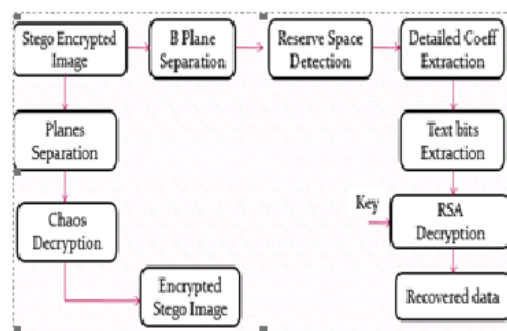 Stego Encrypted
Image
B Plane
Separation
Reserve Space
Detection
Detailed Coeff
Extraction
Planes
Separation
Text bits
Extraction
Chaos
Decryption
Key
RSA
Decryption
Encrypted
Stego Image
Recovered data